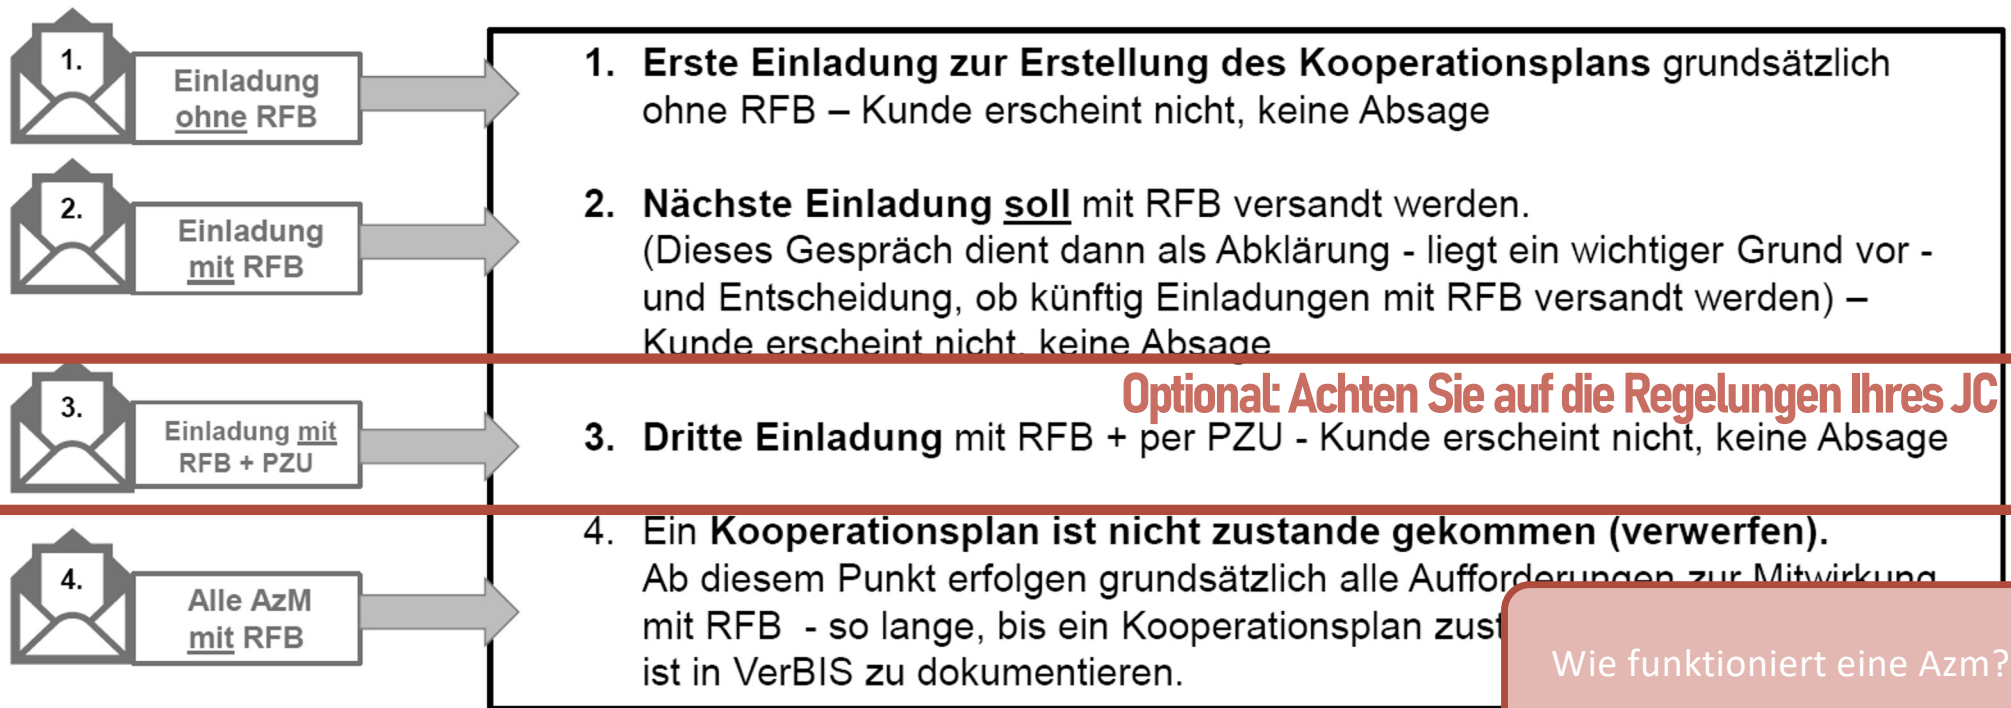 1.
Einladung
ohne RFB
1. Erste Einladung zur Erstellung des Kooperationsplans grundsätzlich
ohne RFB – Kunde erscheint nicht, keine Absage
2.
Einladung
mit RFB
2. Nächste Einladung soll mit RFB versandt werden.
(Dieses Gespräch dient dann als Abklärung - liegt ein wichtiger Grund vor -
und Entscheidung, ob künftig Einladungen mit RFB versandt werden) –
Kunde erscheint nicht, keine Absage
Optional: Achten Sie auf die Regelungen Ihres JC
3.
Einladung mit
RFB + PZU
3. Dritte Einladung mit RFB + per PZU - Kunde erscheint nicht, keine Absage
4.
Alle AzM
mit RFB
4. Ein Kooperationsplan ist nicht zustande gekommen (verwerfen).
Ab diesem Punkt erfolgen grundsätzlich alle Aufforderungen zur Mitwirkung
mit RFB - so lange, bis ein Kooperationsplan
ist in VerBIS zu dokumentieren.
Wie funktioniert eine Azm?